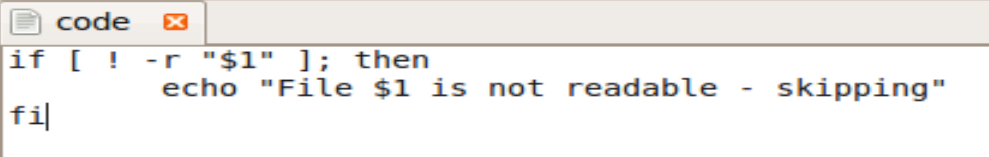 code
if [ ! -r "$1" ]; then
        echo "File $1 is not readable - skipping"
fi